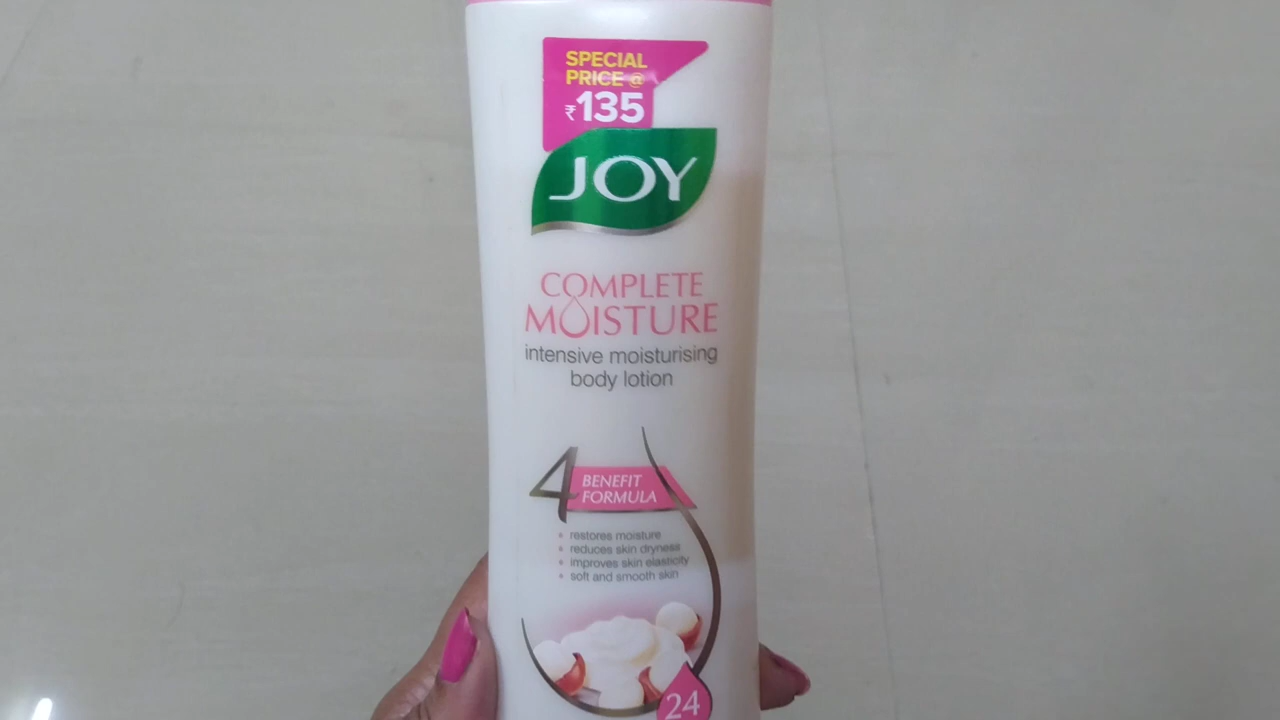 SPECIAL
PRICE @
₹135
JOY
COMPLETE
MOISTURE
intensive moisturising
body lotion
4 BENEFIT
FORMULA
• restores moisture
• reduces skin dryness
• improves skin elasticity
• soft and smooth skin
24